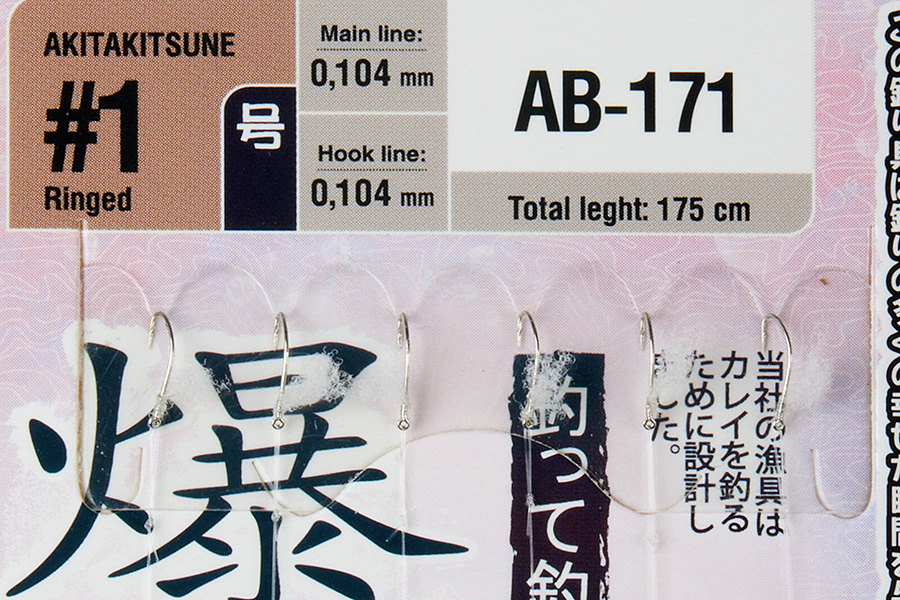 AKITAKITSUNE
#1
Ringed
号
Main line:
0,104 mm
Hook line:
0,104 mm
AB-171
Total leght: 175 cm
当社の漁具は
カレイを釣る
ために設計し
した。
釣って釣
爆